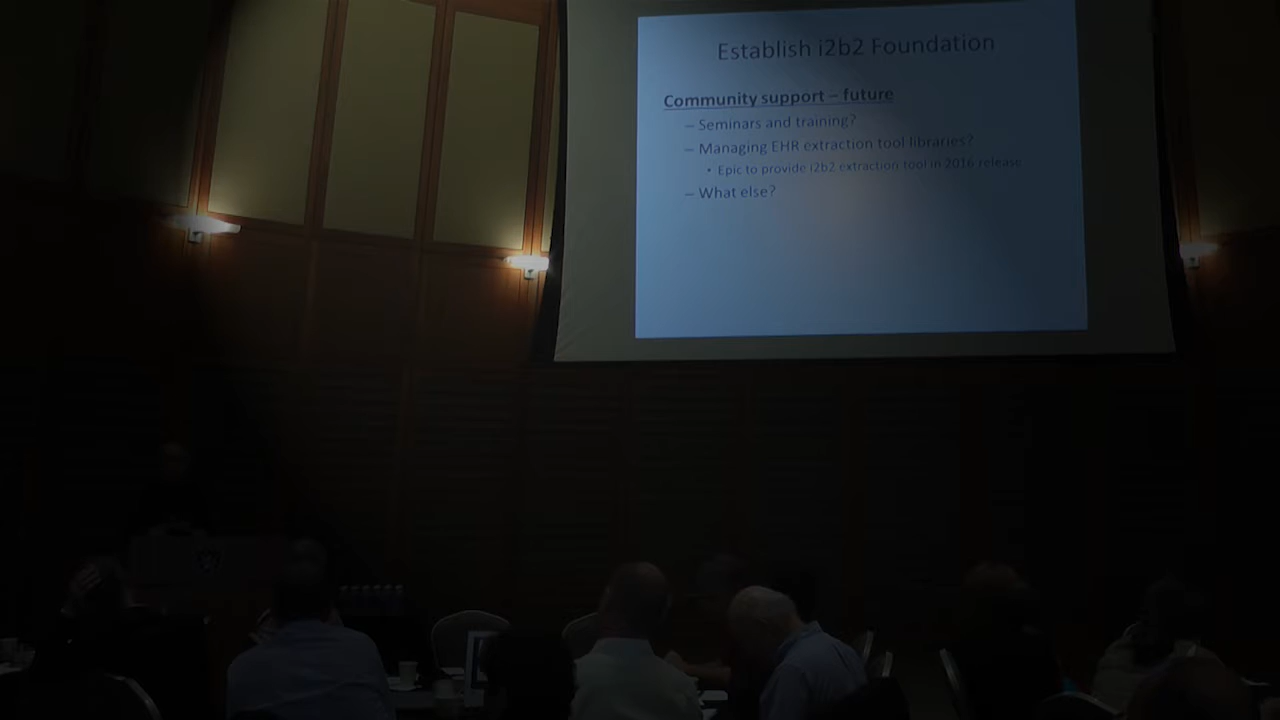 Establish i2b2 Foundation
Community support – future
– Seminars and training?
– Managing EHR extraction tool libraries?
• Epic to provide i2b2 extraction tool in 2016 release
– What else?